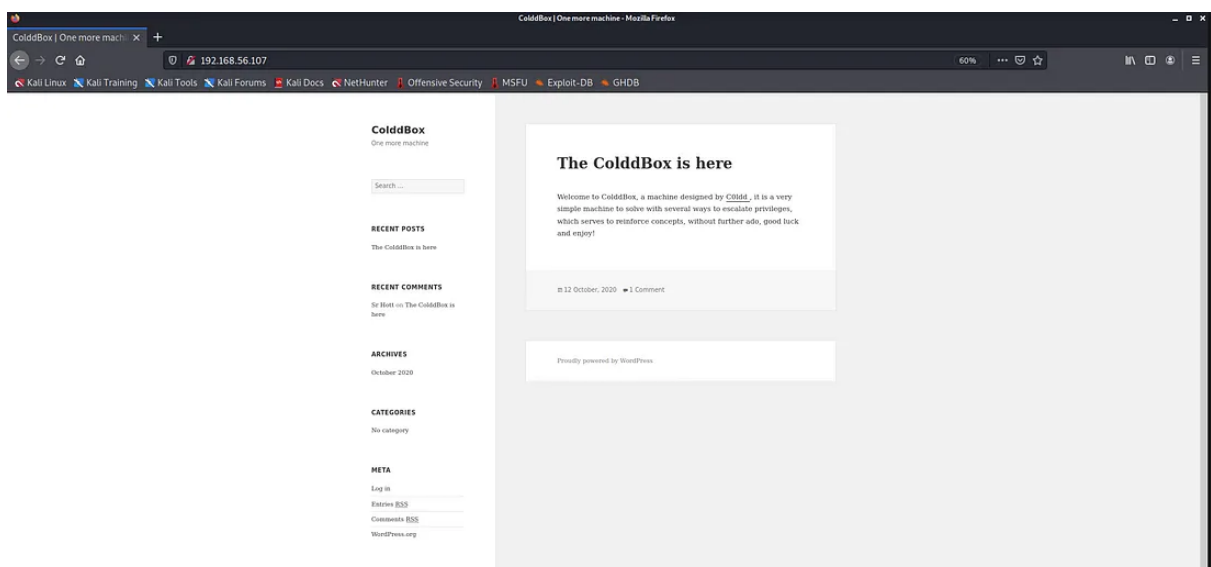 ColddBox | One more machine - Mozilla Firefox
ColddBox | One more machi
192.168.56.107
60%
Kali Linux Kali Training Kali Tools Kali Forums Kali Docs NetHunter Offensive Security MSFU Exploit-DB GHDB
ColddBox
One more machine
Search ...
RECENT POSTS
The ColddBox is here
RECENT COMMENTS
Sr Hott on The ColddBox is
here
ARCHIVES
October 2020
CATEGORIES
No category
META
Log in
Entries RSS
Comments RSS
WordPress.org
The ColddBox is here
Welcome to ColddBox, a machine designed by C0ldd , it is a very
simple machine to solve with several ways to escalate privileges,
which serves to reinforce concepts, without further ado, good luck
and enjoy!
12 October, 2020 1 Comment
Proudly powered by WordPress